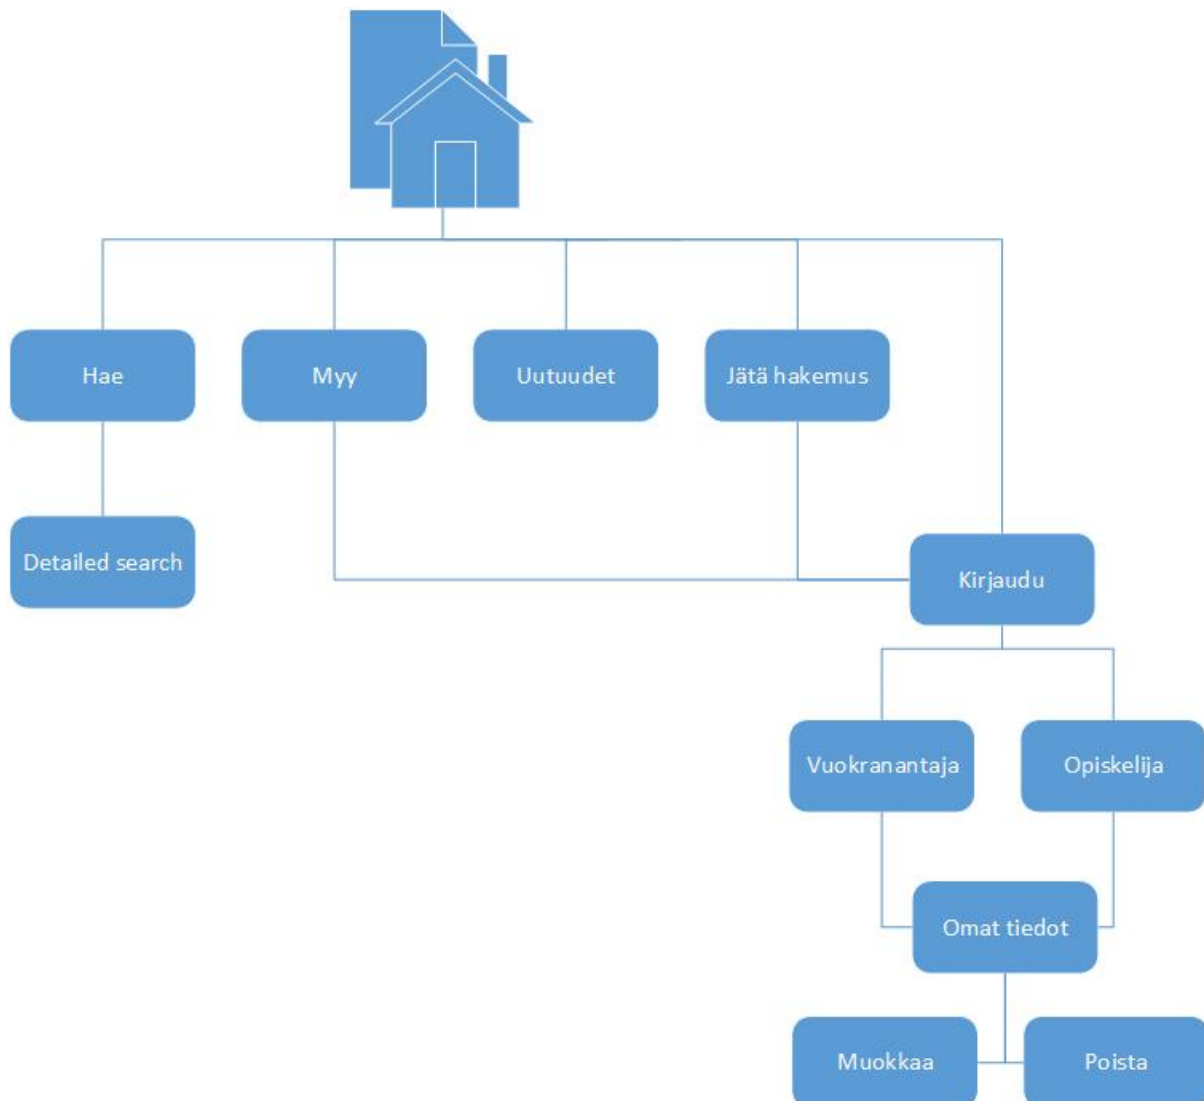 Hae
Myy
Uutuudet
Jätä hakemus
Detailed search
Kirjaudu
Vuokranantaja
Opiskelija
Omat tiedot
Muokkaa
Poista